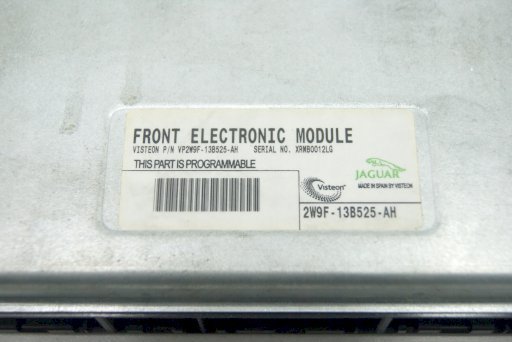 FRONT ELECTRONIC MODULE
VISTEON P/N VP2W9F-13B525-AH SERIAL NO. XRWB0012LG
THIS PART IS PROGRAMMABLE
Visteon
JAGUAR
MADE IN SPAIN BY VISTEON
2W9F-13B525-AH